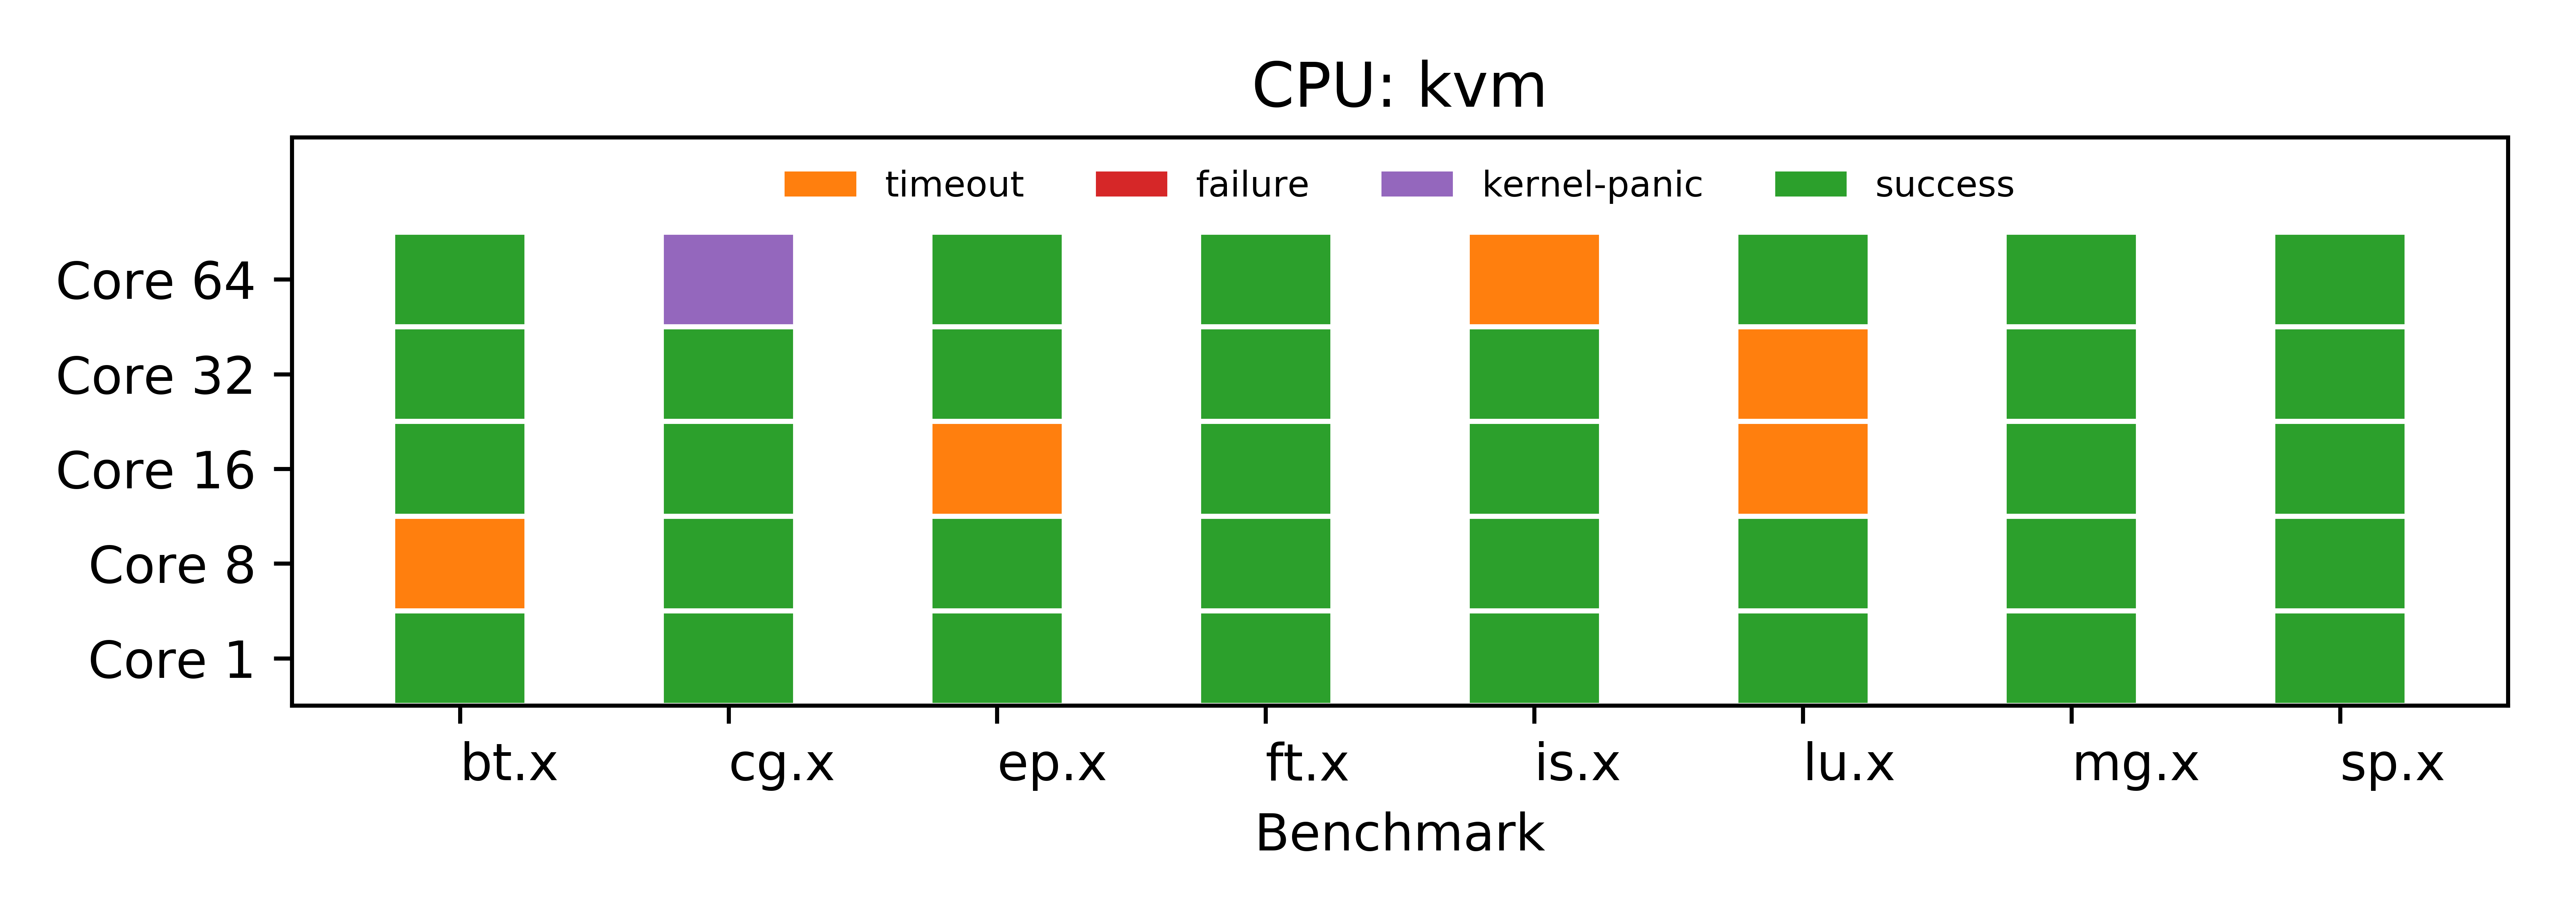 CPU: kvm
timeout failure kernel-panic success
Core 64
Core 32
Core 16
Core 8
Core 1
bt.x cg.x ep.x ft.x is.x lu.x mg.x sp.x
Benchmark